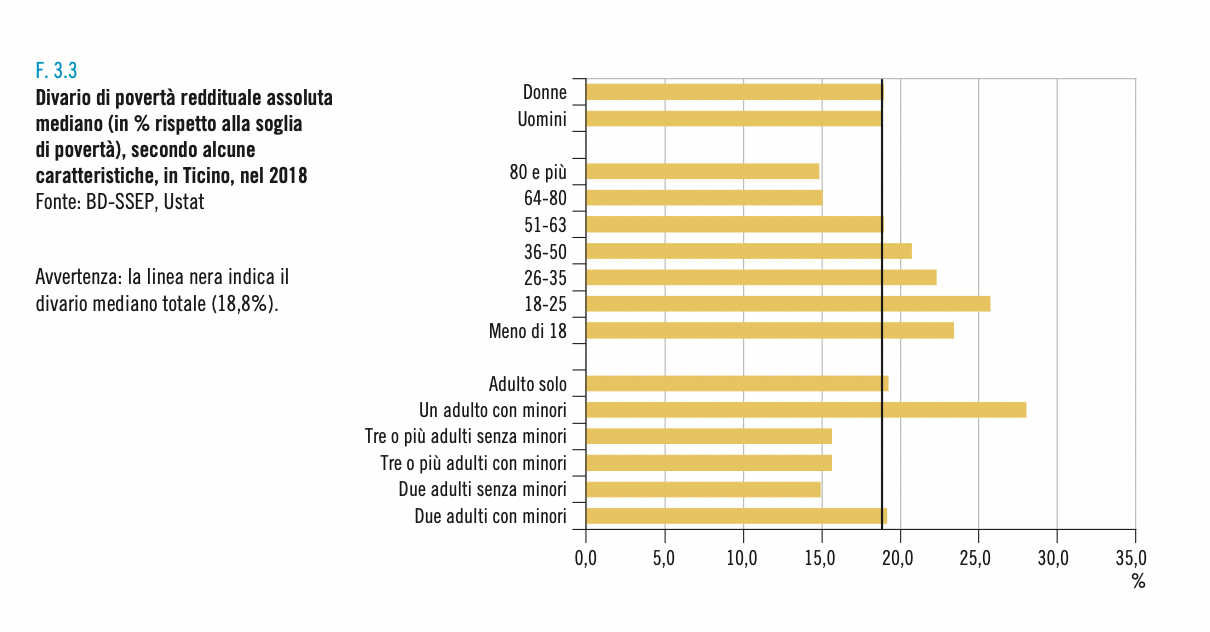 F. 3.3
Divario di povertà reddituale assoluta
mediano (in % rispetto alla soglia
di povertà), secondo alcune
caratteristiche, in Ticino, nel 2018
Fonte: BD-SSEP, Ustat
Avvertenza: la linea nera indica il
divario mediano totale (18,8%).
Donne
Uomini
80 e più
64-80
51-63
36-50
26-35
18-25
Meno di 18
Adulto solo
Un adulto con minori
Tre o più adulti senza minori
Tre o più adulti con minori
Due adulti senza minori
Due adulti con minori
0,0 5,0 10,0 15,0 20,0 25,0 30,0 35,0
%